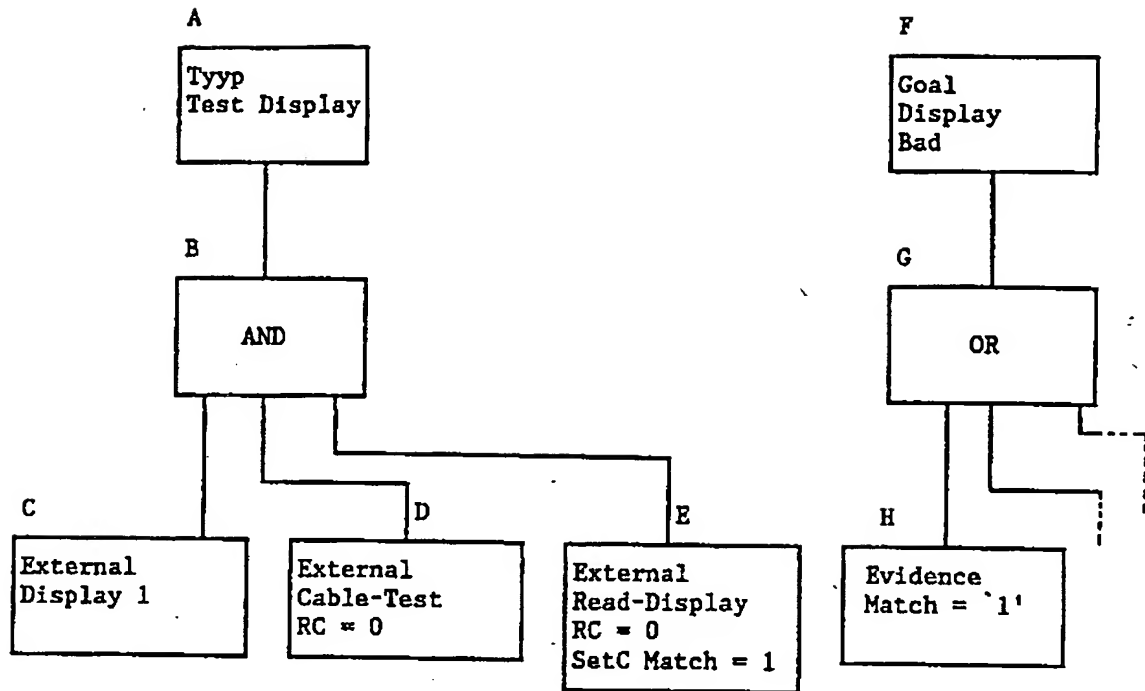 A
Tyyp
Test Display
B
AND
C
External
Display 1
D
External
Cable-Test
RC = 0
E
External
Read-Display
RC = 0
SetC Match = 1
F
Goal
Display
Bad
G
OR
H
Evidence
Match = '1'